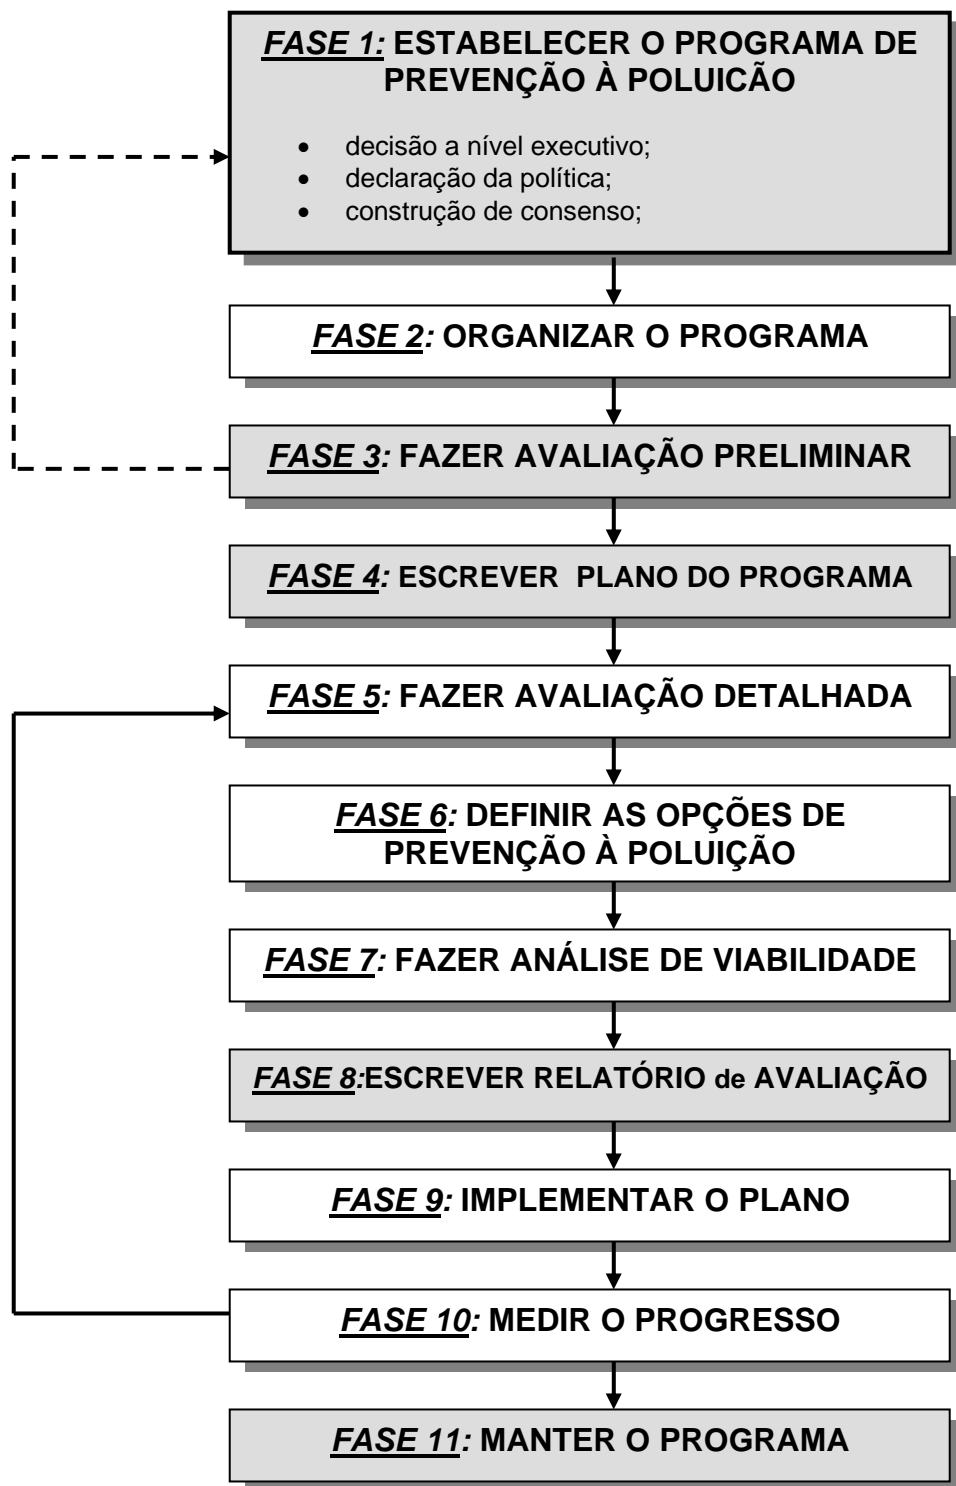 FASE 1: ESTABELECER O PROGRAMA DE
PREVENÇÃO À POLUICÃO
• decisão a nível executivo;
• declaração da política;
• construção de consenso;
FASE 2: ORGANIZAR O PROGRAMA
FASE 3: FAZER AVALIAÇÃO PRELIMINAR
FASE 4: ESCREVER PLANO DO PROGRAMA
FASE 5: FAZER AVALIAÇÃO DETALHADA
FASE 6: DEFINIR AS OPÇÕES DE
PREVENÇÃO À POLUIÇÃO
FASE 7: FAZER ANÁLISE DE VIABILIDADE
FASE 8:ESCREVER RELATÓRIO de AVALIAÇÃO
FASE 9: IMPLEMENTAR O PLANO
FASE 10: MEDIR O PROGRESSO
FASE 11: MANTER O PROGRAMA